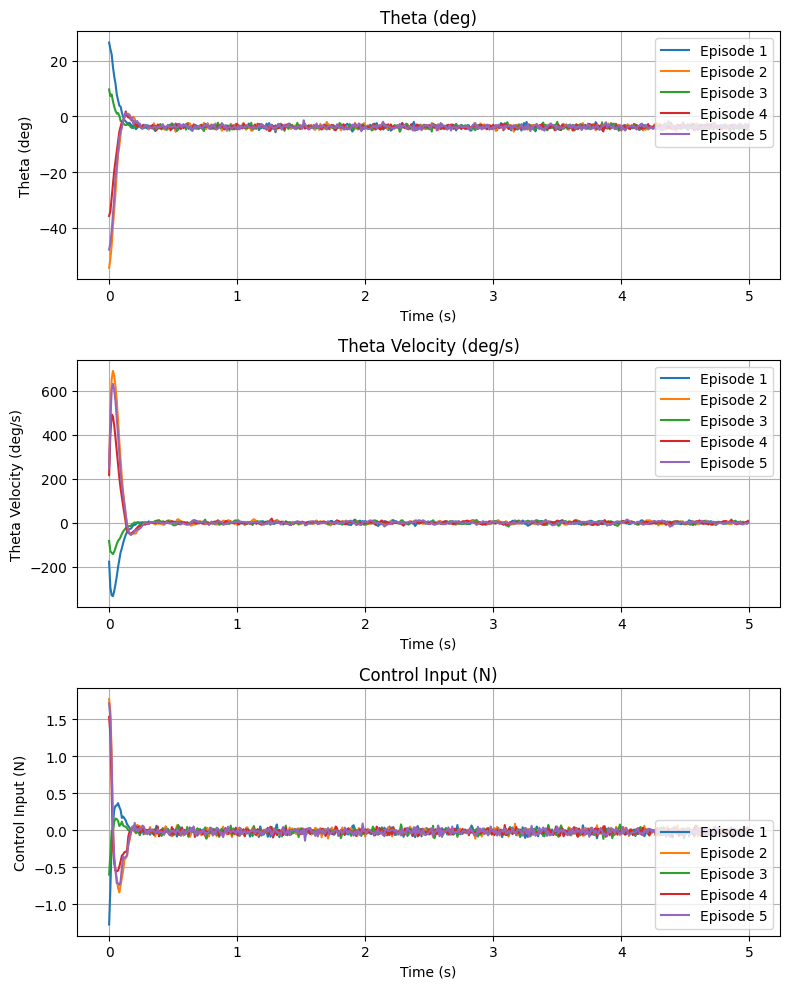 Theta (deg)
Theta (deg)
20
0
−20
−40
0
1
2
3
4
5
Time (s)
Episode 1
Episode 2
Episode 3
Episode 4
Episode 5
Theta Velocity (deg/s)
Theta Velocity (deg/s)
600
400
200
0
−200
0
1
2
3
4
5
Time (s)
Episode 1
Episode 2
Episode 3
Episode 4
Episode 5
Control Input (N)
Control Input (N)
1.5
1.0
0.5
0.0
−0.5
−1.0
0
1
2
3
4
5
Time (s)
Episode 1
Episode 2
Episode 3
Episode 4
Episode 5